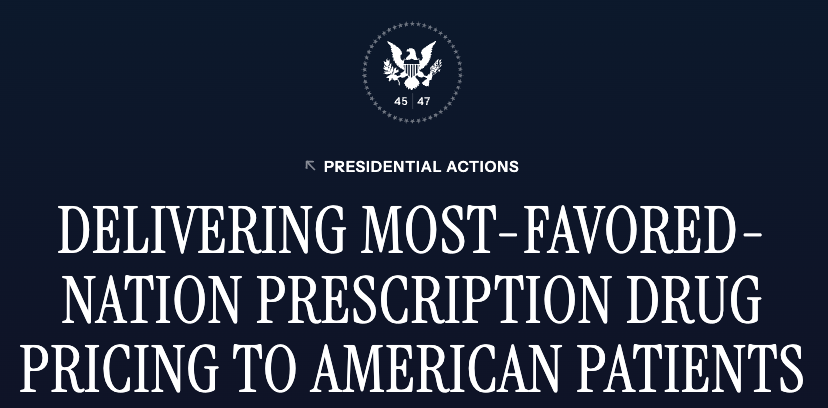 45 47
PRESIDENTIAL ACTIONS
DELIVERING MOST-FAVORED-
NATION PRESCRIPTION DRUG
PRICING TO AMERICAN PATIENTS